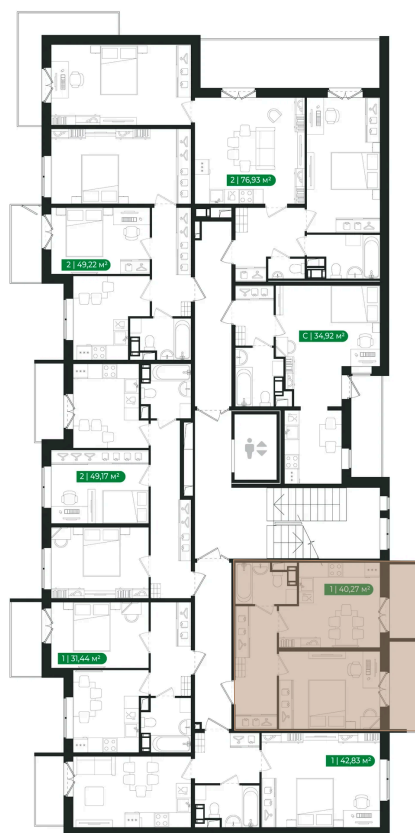 2 | 76,93 м²
2 | 49,22 м²
С | 34,92 м²
2 | 49,17 м²
1 | 40,27 м²
1 | 31,44 м²
1 | 42,83 м²